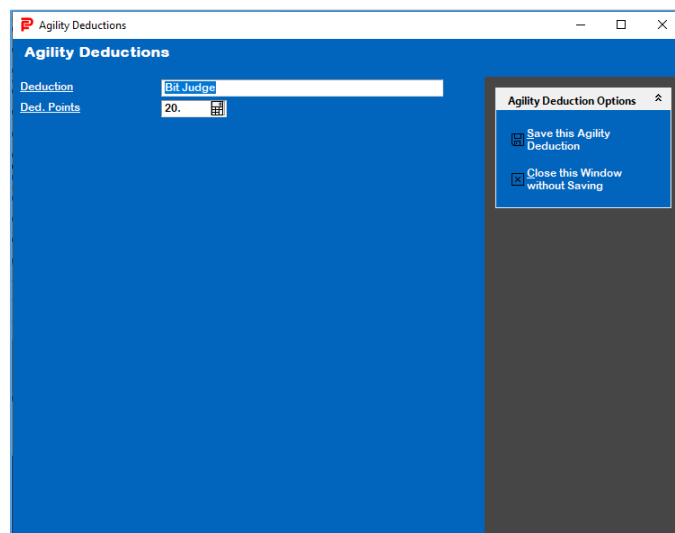 Agility Deductions
Agility Deductions
Deduction
Bit Judge
Ded. Points
20.
Agility Deduction Options
Save this Agility
Deduction
Close this Window
without Saving